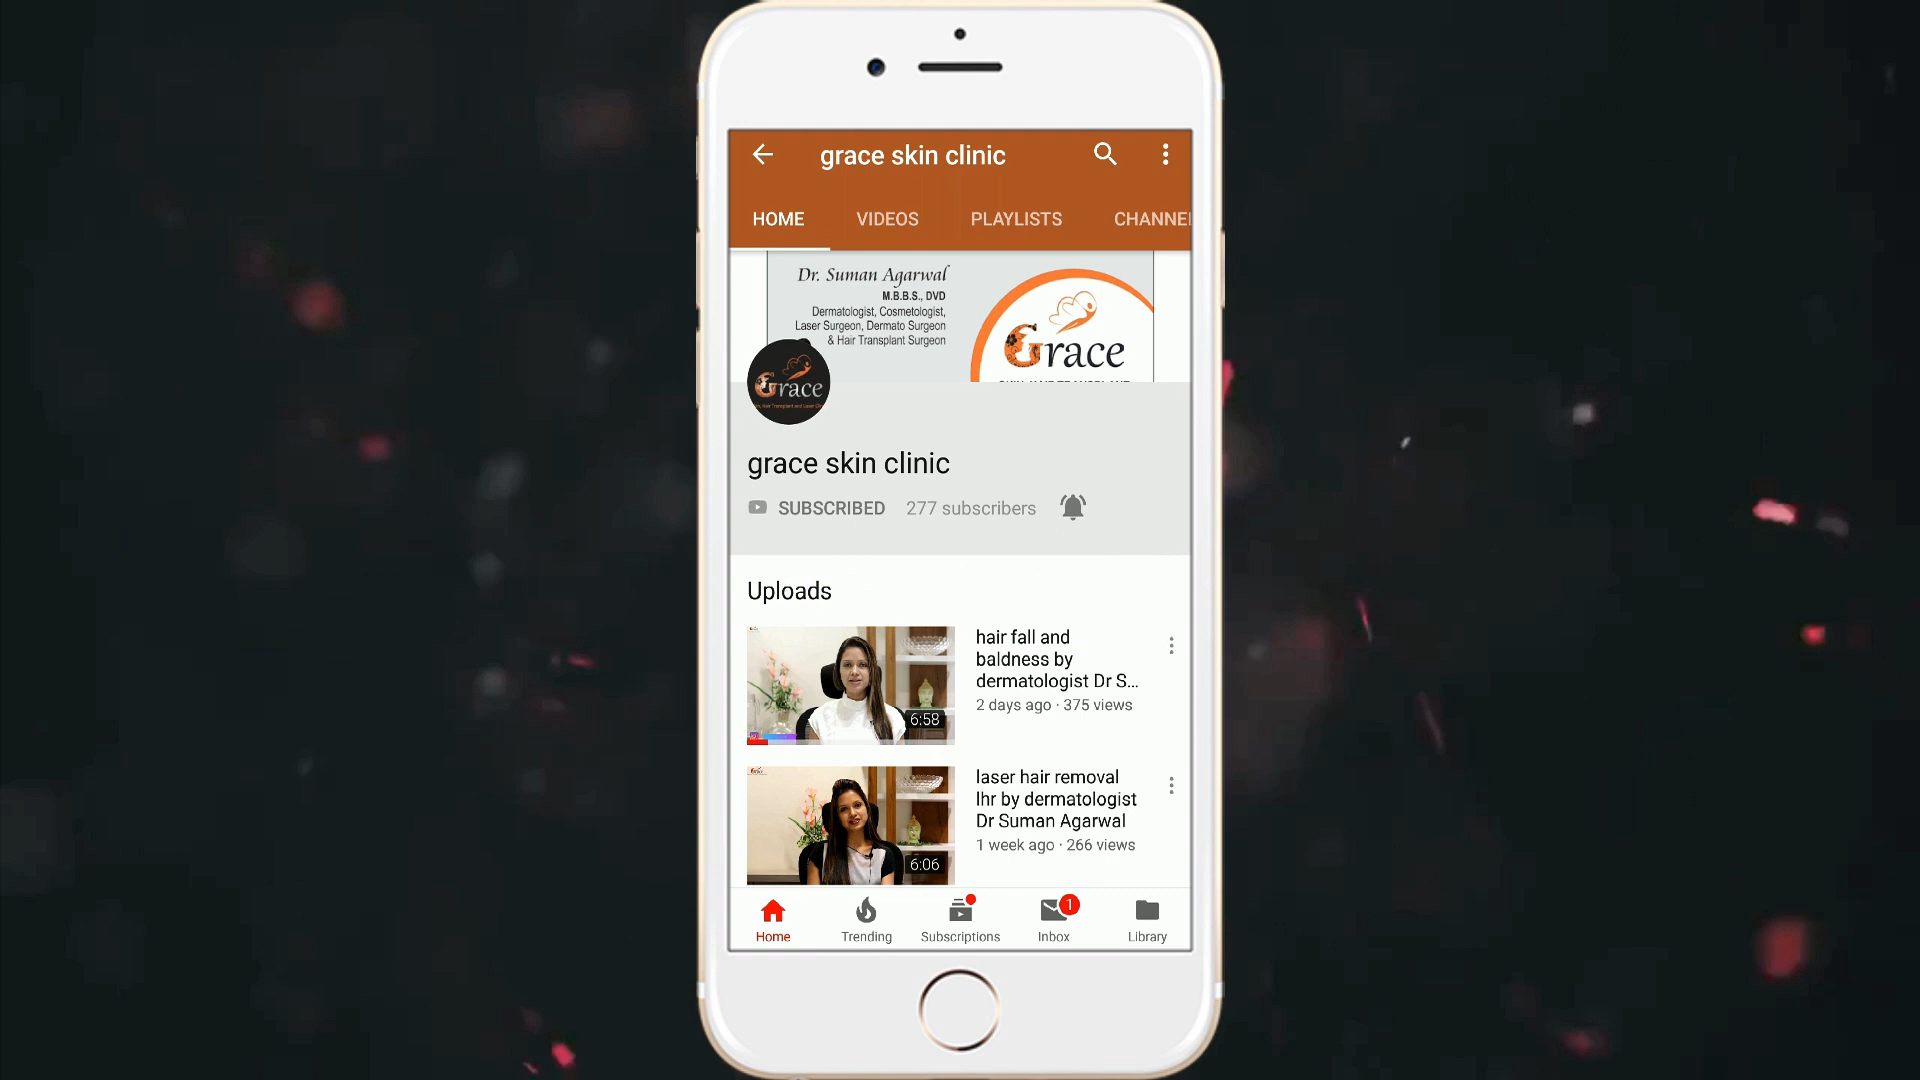 grace skin clinic
HOME VIDEOS PLAYLISTS CHANNEL
Dr. Suman Agarwal
M.B.B.S., DVD
Dermatologist, Cosmetologist,
Laser Surgeon, Dermato Surgeon
& Hair Transplant Surgeon
Grace
Grace
grace skin clinic
SUBSCRIBED 277 subscribers
Uploads
hair fall and
baldness by
dermatologist Dr S...
2 days ago · 375 views
6:58
laser hair removal
lhr by dermatologist
Dr Suman Agarwal
1 week ago · 266 views
6:06
1
Home Trending Subscriptions Inbox Library